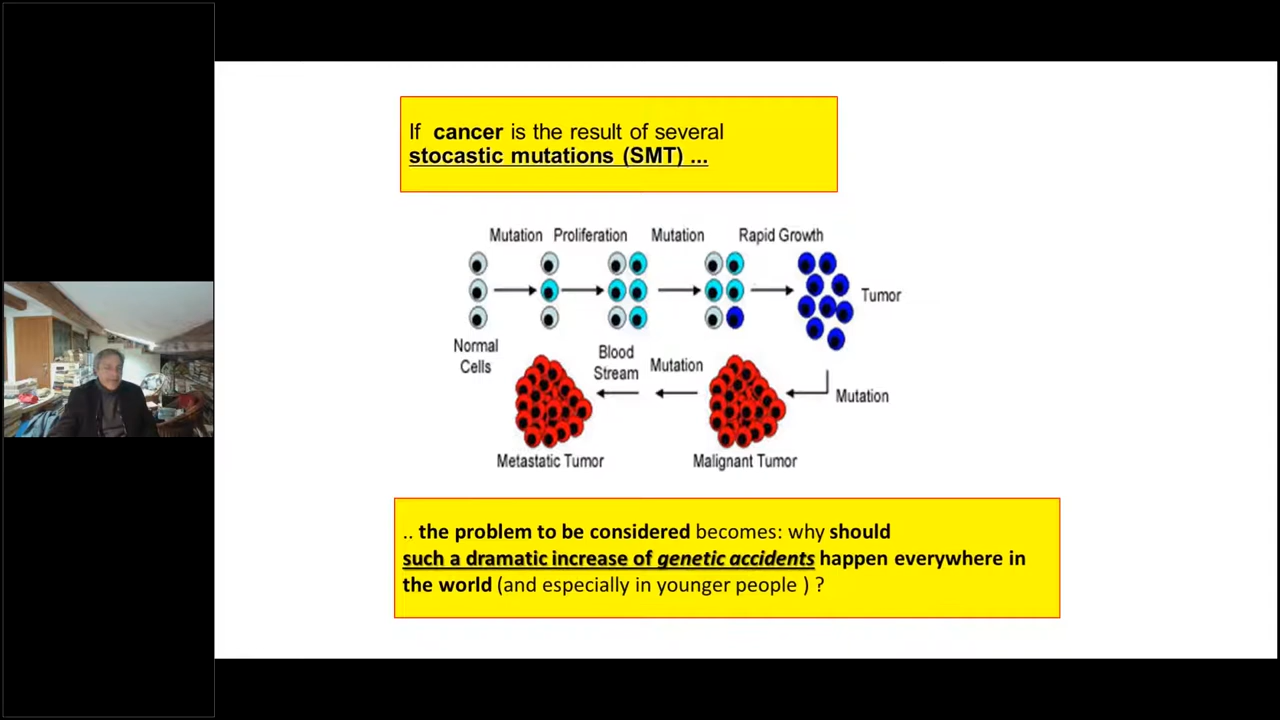 If cancer is the result of several
stocastic mutations (SMT) ...
Mutation Proliferation Mutation Rapid Growth
Tumor
Normal
Cells
Blood
Stream
Mutation
Mutation
Metastatic Tumor
Malignant Tumor
.. the problem to be considered becomes: why should
such a dramatic increase of genetic accidents happen everywhere in
the world (and especially in younger people ) ?